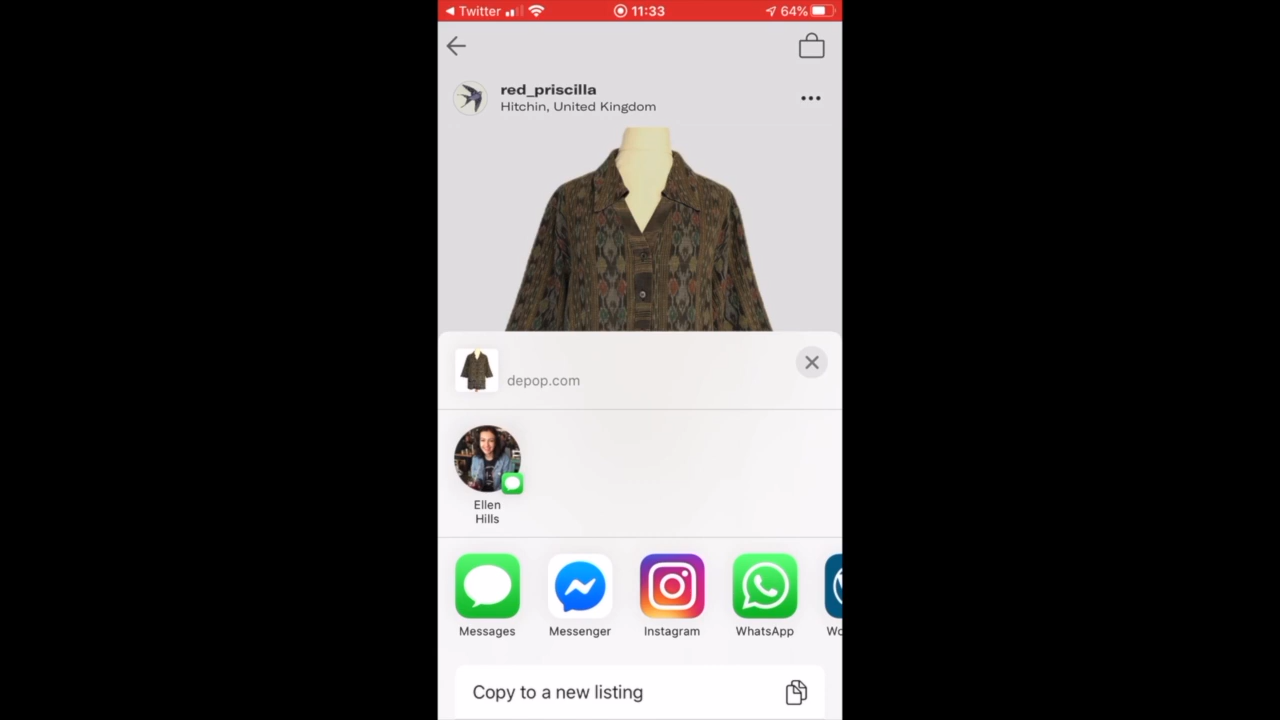 Twitter
11:33
64%
red_priscilla
Hitchin, United Kingdom
depop.com
Ellen
Hills
Messages
Messenger
Instagram
WhatsApp
Wo
Copy to a new listing